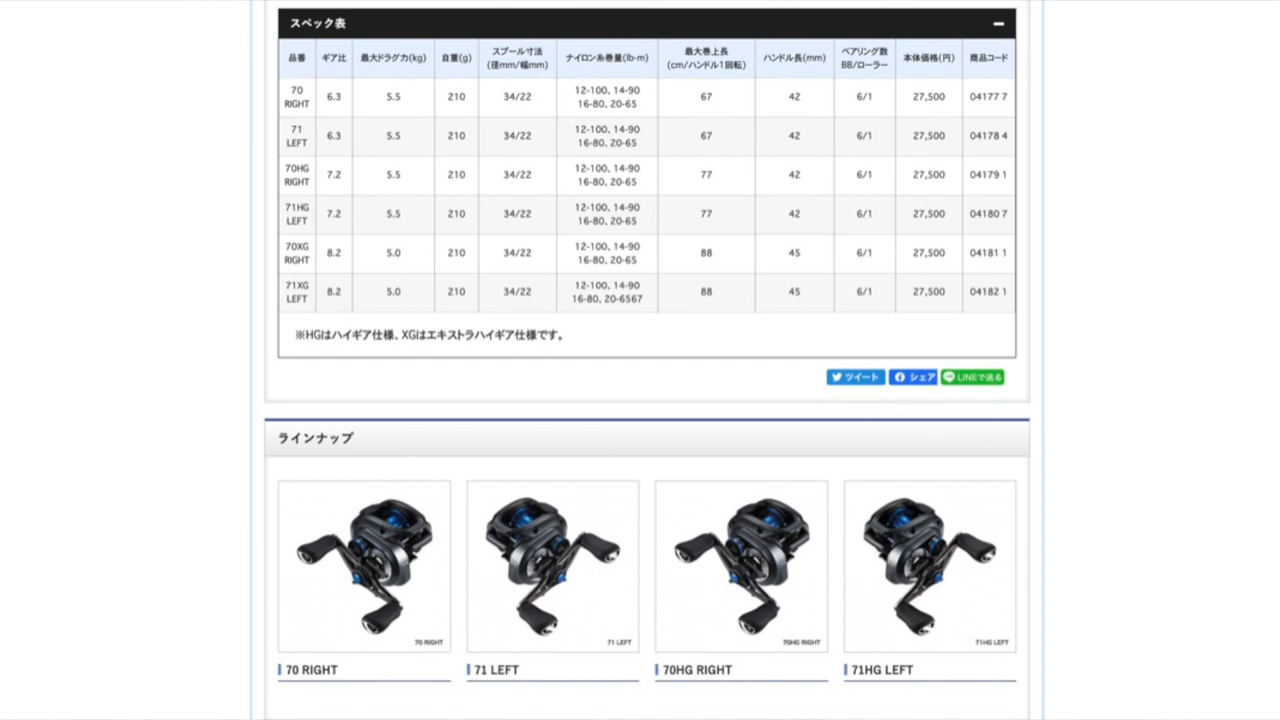 スペック表
品番 ギア比 最大ドラグ力(kg) 自重(g) スプール寸法(径mm/幅mm) ナイロン糸巻量(lb-m) 最大巻上長(cm/ハンドル1回転) ハンドル長(mm) ベアリング数BB/ローラー 本体価格(円) 商品コード
70 RIGHT 6.3 5.5 210 34/22 12-100、14-90 16-80、20-65 67 42 6/1 27,500 04177 7
71 LEFT 6.3 5.5 210 34/22 12-100、14-90 16-80、20-65 67 42 6/1 27,500 04178 4
70HG RIGHT 7.2 5.5 210 34/22 12-100、14-90 16-80、20-65 77 42 6/1 27,500 04179 1
71HG LEFT 7.2 5.5 210 34/22 12-100、14-90 16-80、20-65 77 42 6/1 27,500 04180 7
70XG RIGHT 8.2 5.0 210 34/22 12-100、14-90 16-80、20-65 88 45 6/1 27,500 04181 1
71XG LEFT 8.2 5.0 210 34/22 12-100、14-90 16-80、20-6567 88 45 6/1 27,500 04182 1
※HGはハイギア仕様、XGはエキストラハイギア仕様です。
ツイート シェア LINEで送る
ラインナップ
70 RIGHT 71 LEFT 70HG RIGHT 71HG LEFT
70 RIGHT 71 LEFT 70HG RIGHT 71HG LEFT